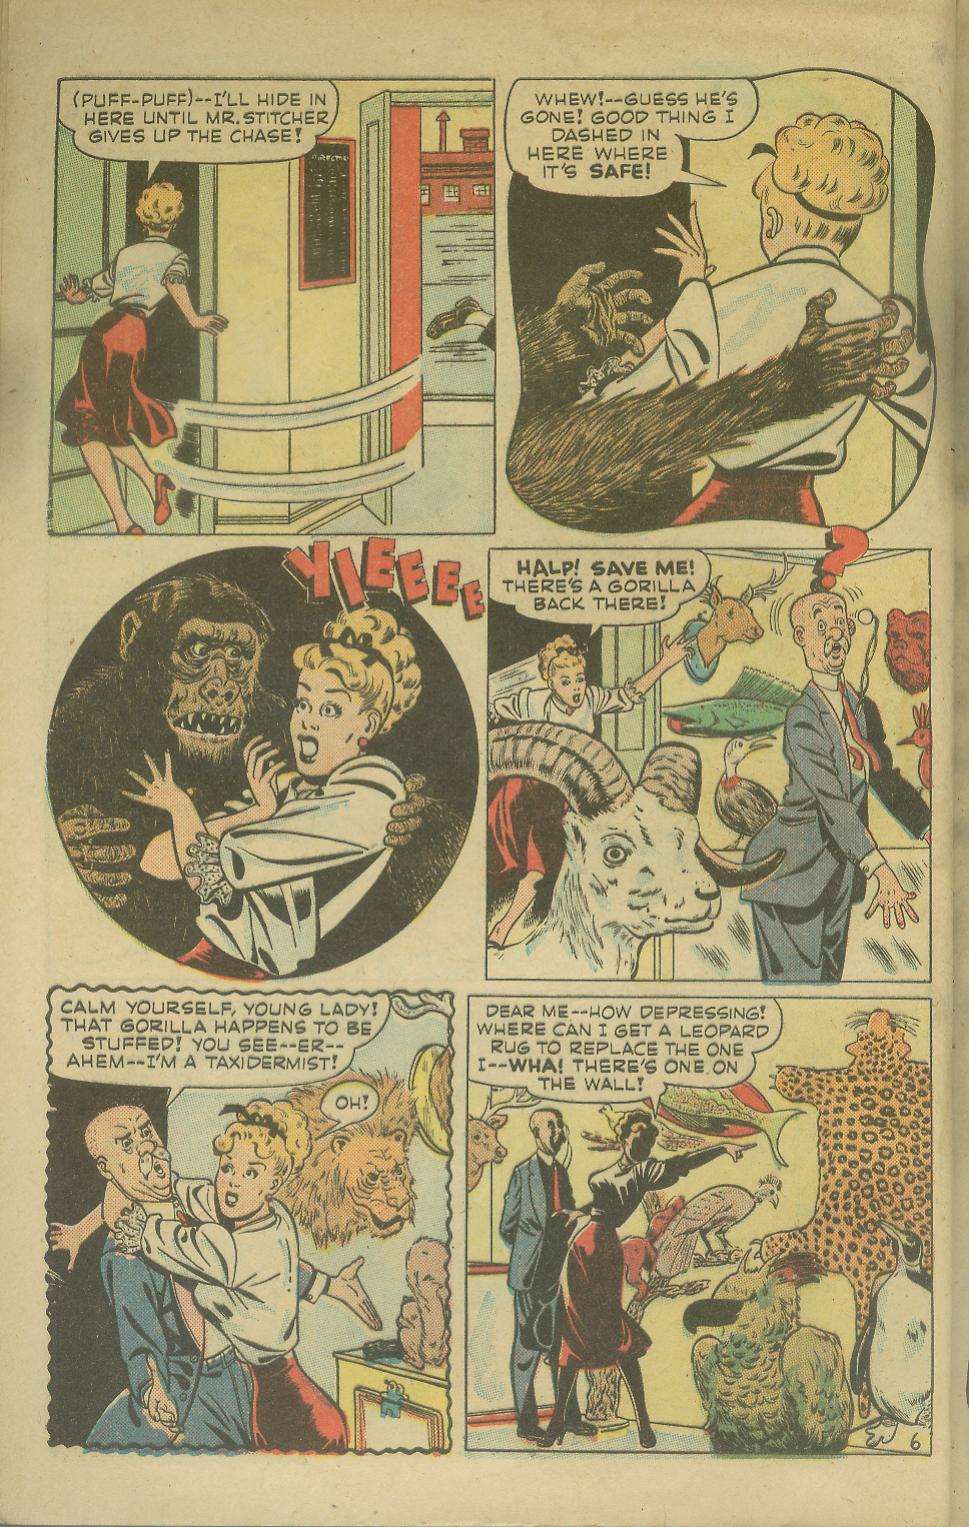 (PUFF-PUFF)--I'LL HIDE IN
HERE UNTIL MR. STITCHER
GIVES UP THE CHASE!
DIRECTORY
WHEW!--GUESS HE'S
GONE! GOOD THING I
DASHED IN
HERE WHERE
IT'S SAFE!
YIEEEEE
HALP! SAVE ME!
THERE'S A GORILLA
BACK THERE!
?
CALM YOURSELF, YOUNG LADY!
THAT GORILLA HAPPENS TO BE
STUFFED! YOU SEE--ER--
AHEM--I'M A TAXIDERMIST!
OH!
DEAR ME--HOW DEPRESSING!
WHERE CAN I GET A LEOPARD
RUG TO REPLACE THE ONE
I--WHA! THERE'S ONE ON
THE WALL!
6